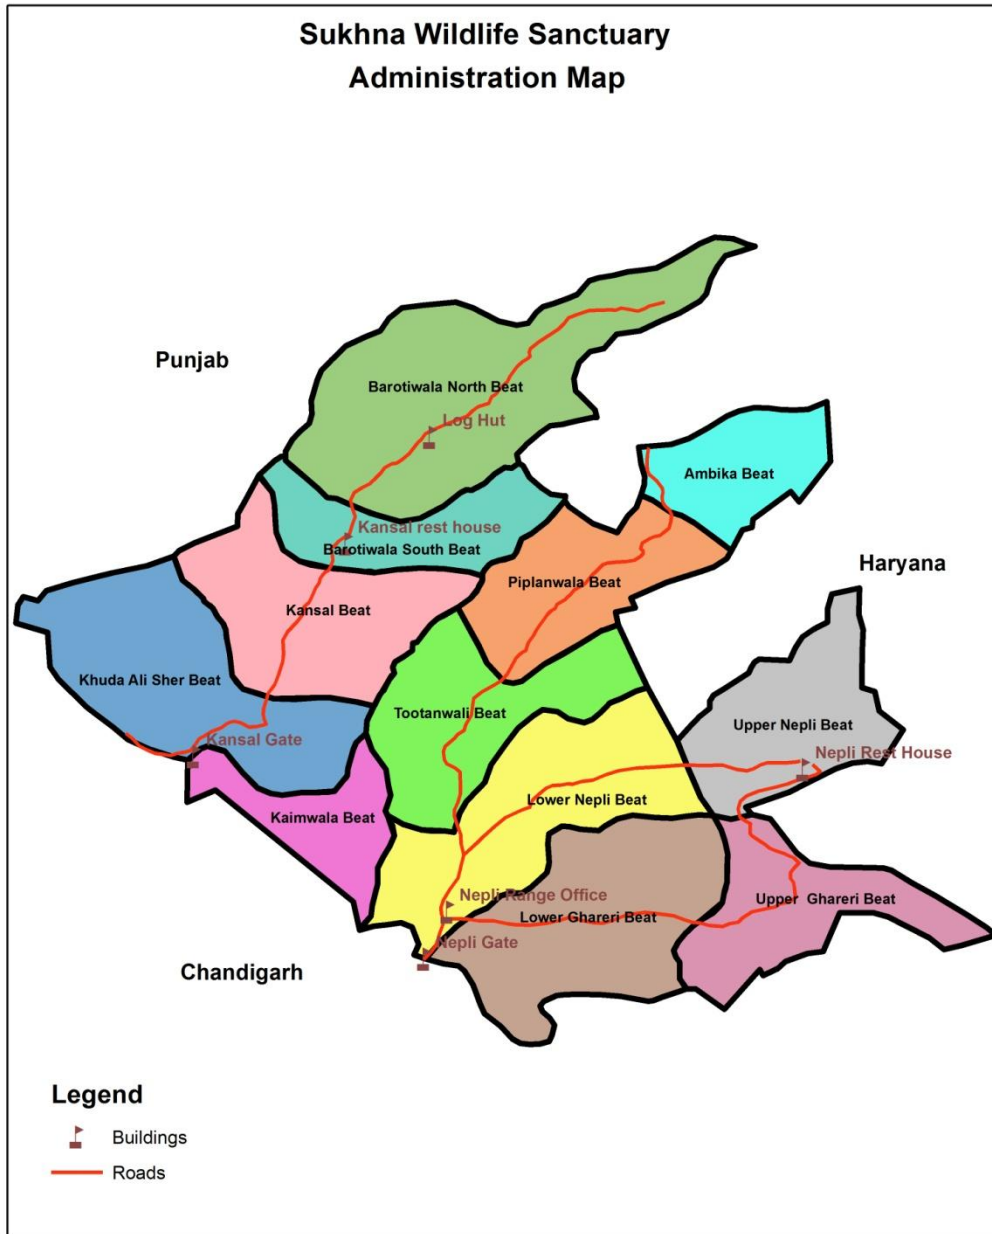 Sukhna Wildlife Sanctuary
Administration Map
Punjab
Barotiwala North Beat
Log Hut
Ambika Beat
Kansal rest house
Barotiwala South Beat
Haryana
Piplanwala Beat
Kansal Beat
Khuda Ali Sher Beat
Tootanwali Beat
Upper Nepli Beat
Kansal Gate
Nepli Rest House
Lower Nepli Beat
Kaimwala Beat
Nepli Range Office
Upper Ghareri Beat
Lower Ghareri Beat
Nepli Gate
Chandigarh
Legend
Buildings
Roads